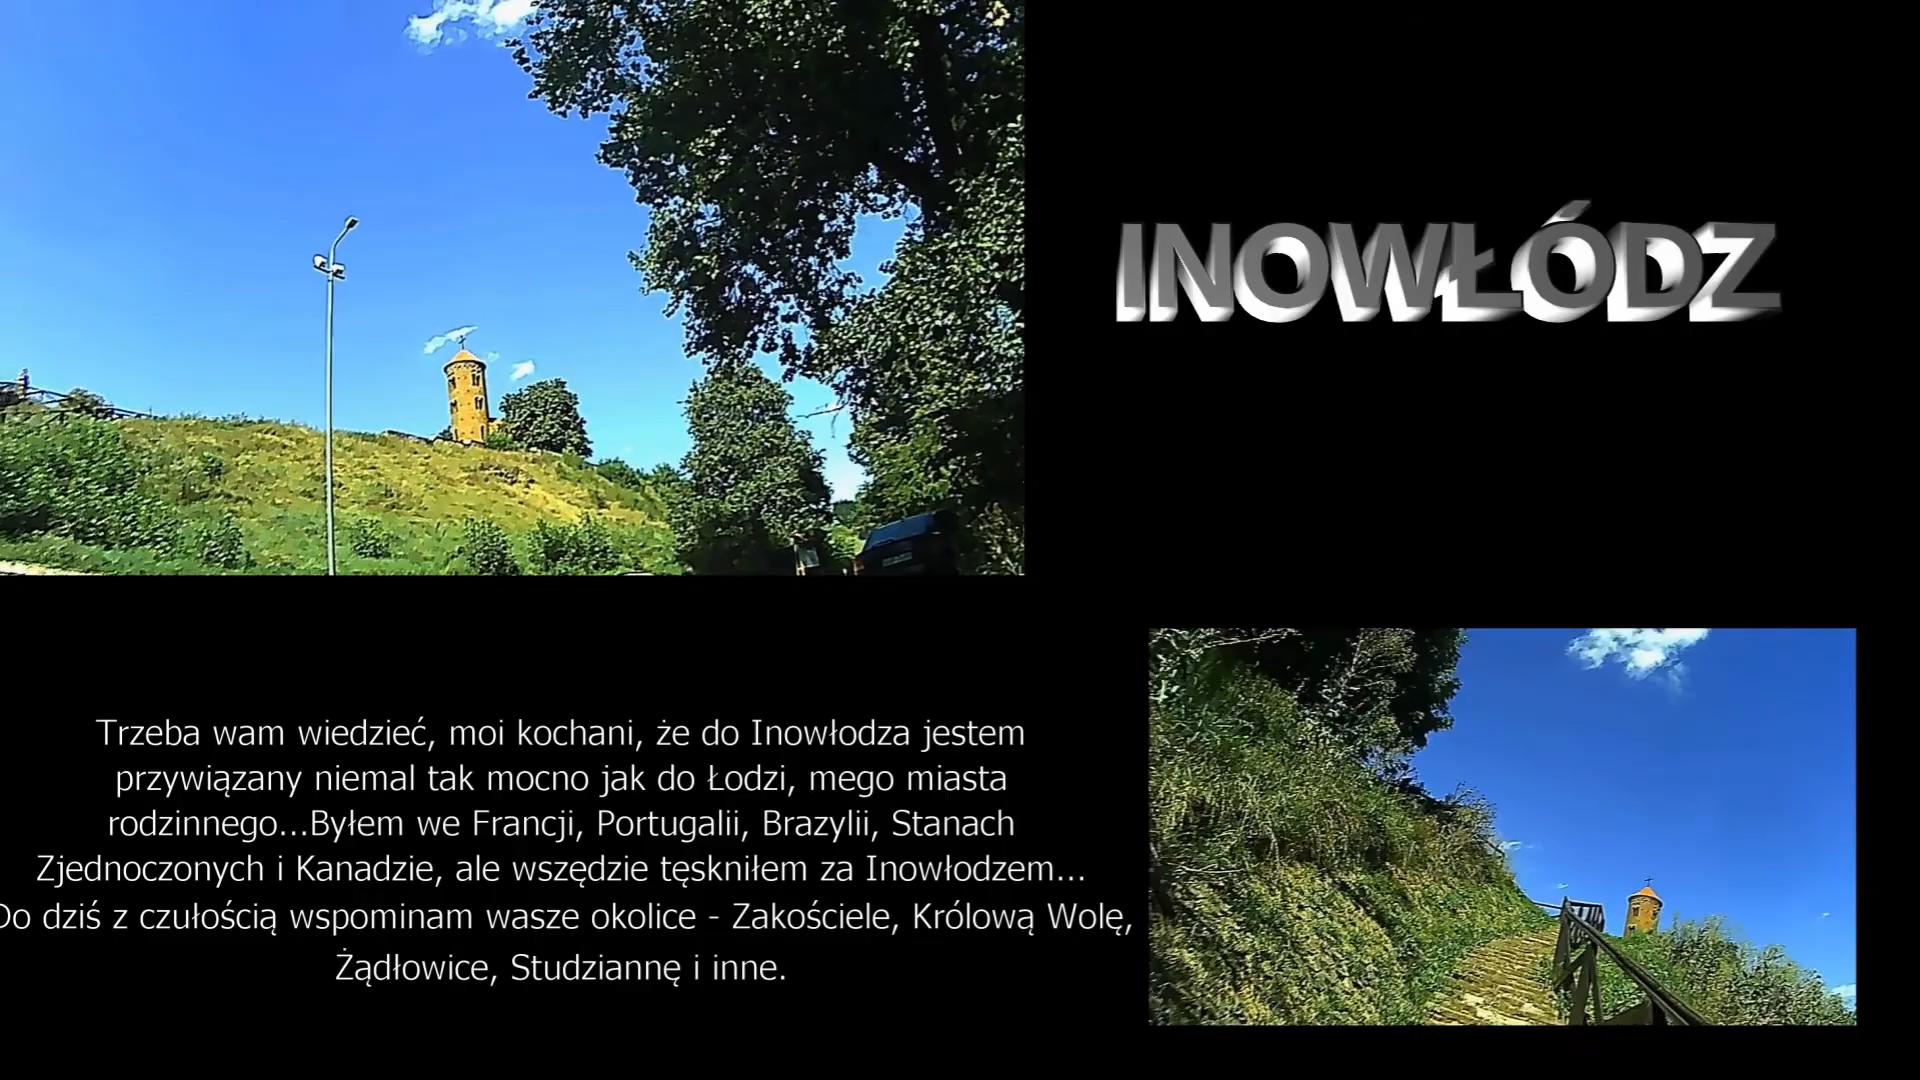 INOWŁÓDZ
Trzeba wam wiedzieć, moi kochani, że do Inowłodza jestem
przywiązany niemal tak mocno jak do Łodzi, mego miasta
rodzinnego...Byłem we Francji, Portugalii, Brazylii, Stanach
Zjednoczonych i Kanadzie, ale wszędzie tęskniłem za Inowłodzem...
Do dziś z czułością wspominam wasze okolice - Zakościele, Królową Wolę,
Żądłowice, Studziannę i inne.